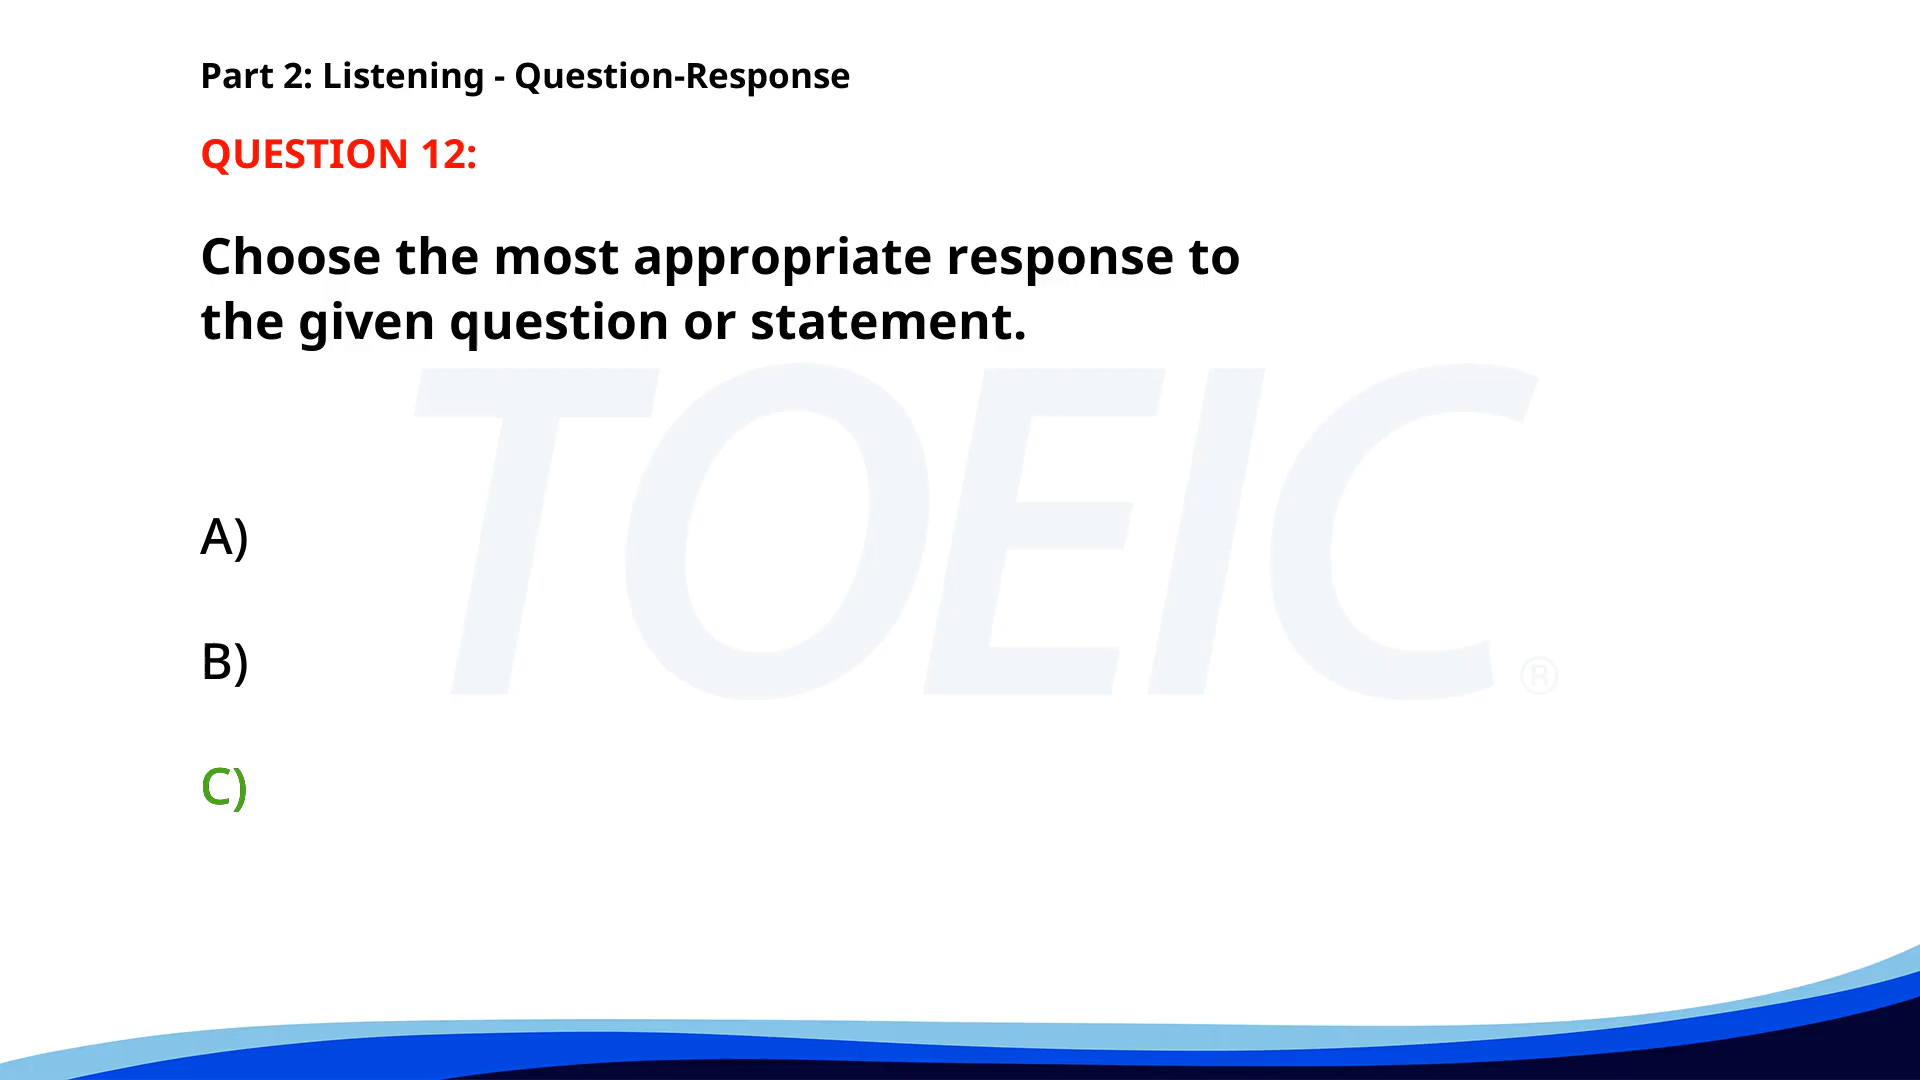 Part 2: Listening - Question-Response
QUESTION 12:
Choose the most appropriate response to
the given question or statement.
TOEIC®
A)
B)
C)